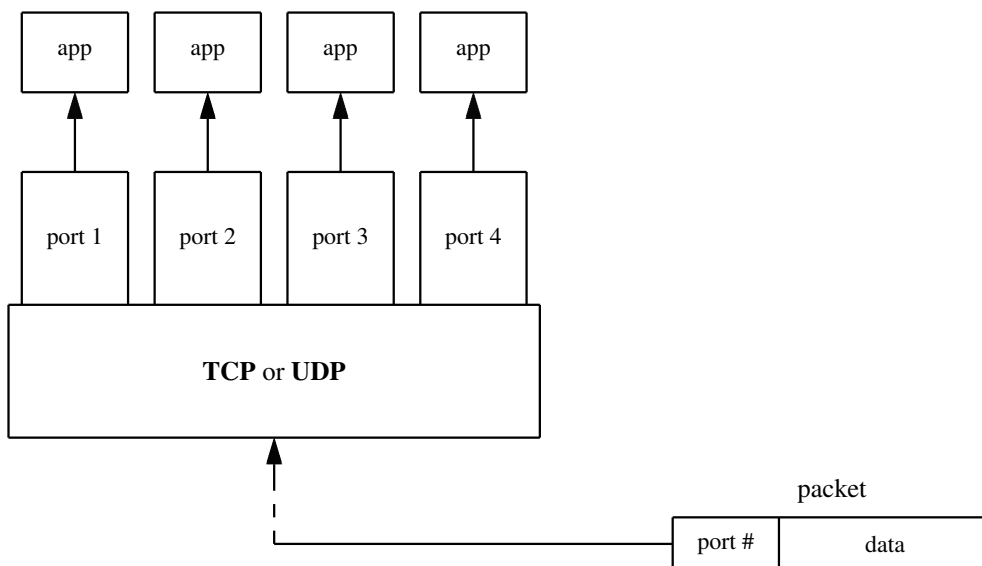 app app app app
port 1 port 2 port 3 port 4
TCP or UDP
packet
port # data